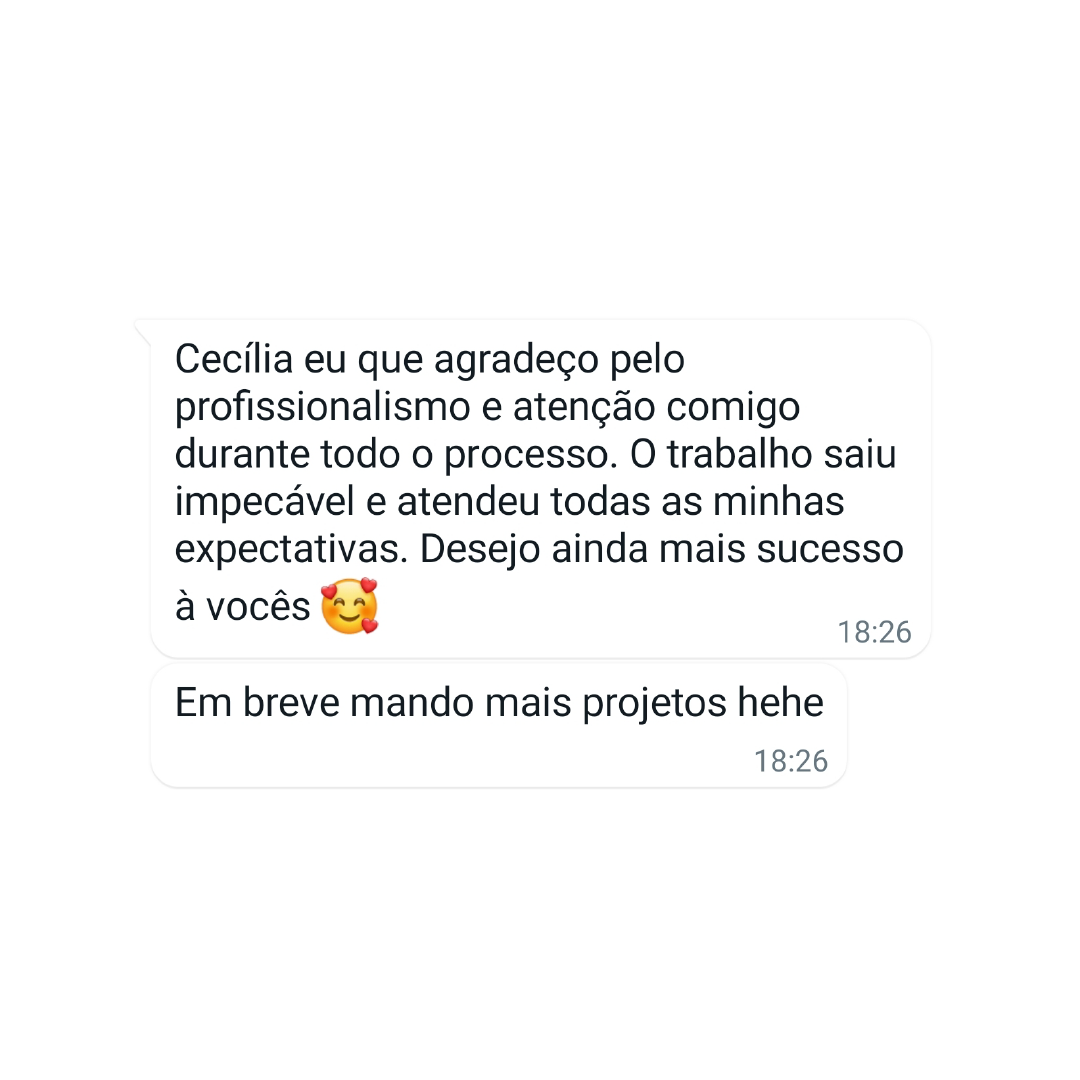 Cecília eu que agradeço pelo
profissionalismo e atenção comigo
durante todo o processo. O trabalho saiu
impecável e atendeu todas as minhas
expectativas. Desejo ainda mais sucesso
à vocês 🥰
18:26
Em breve mando mais projetos hehe
18:26